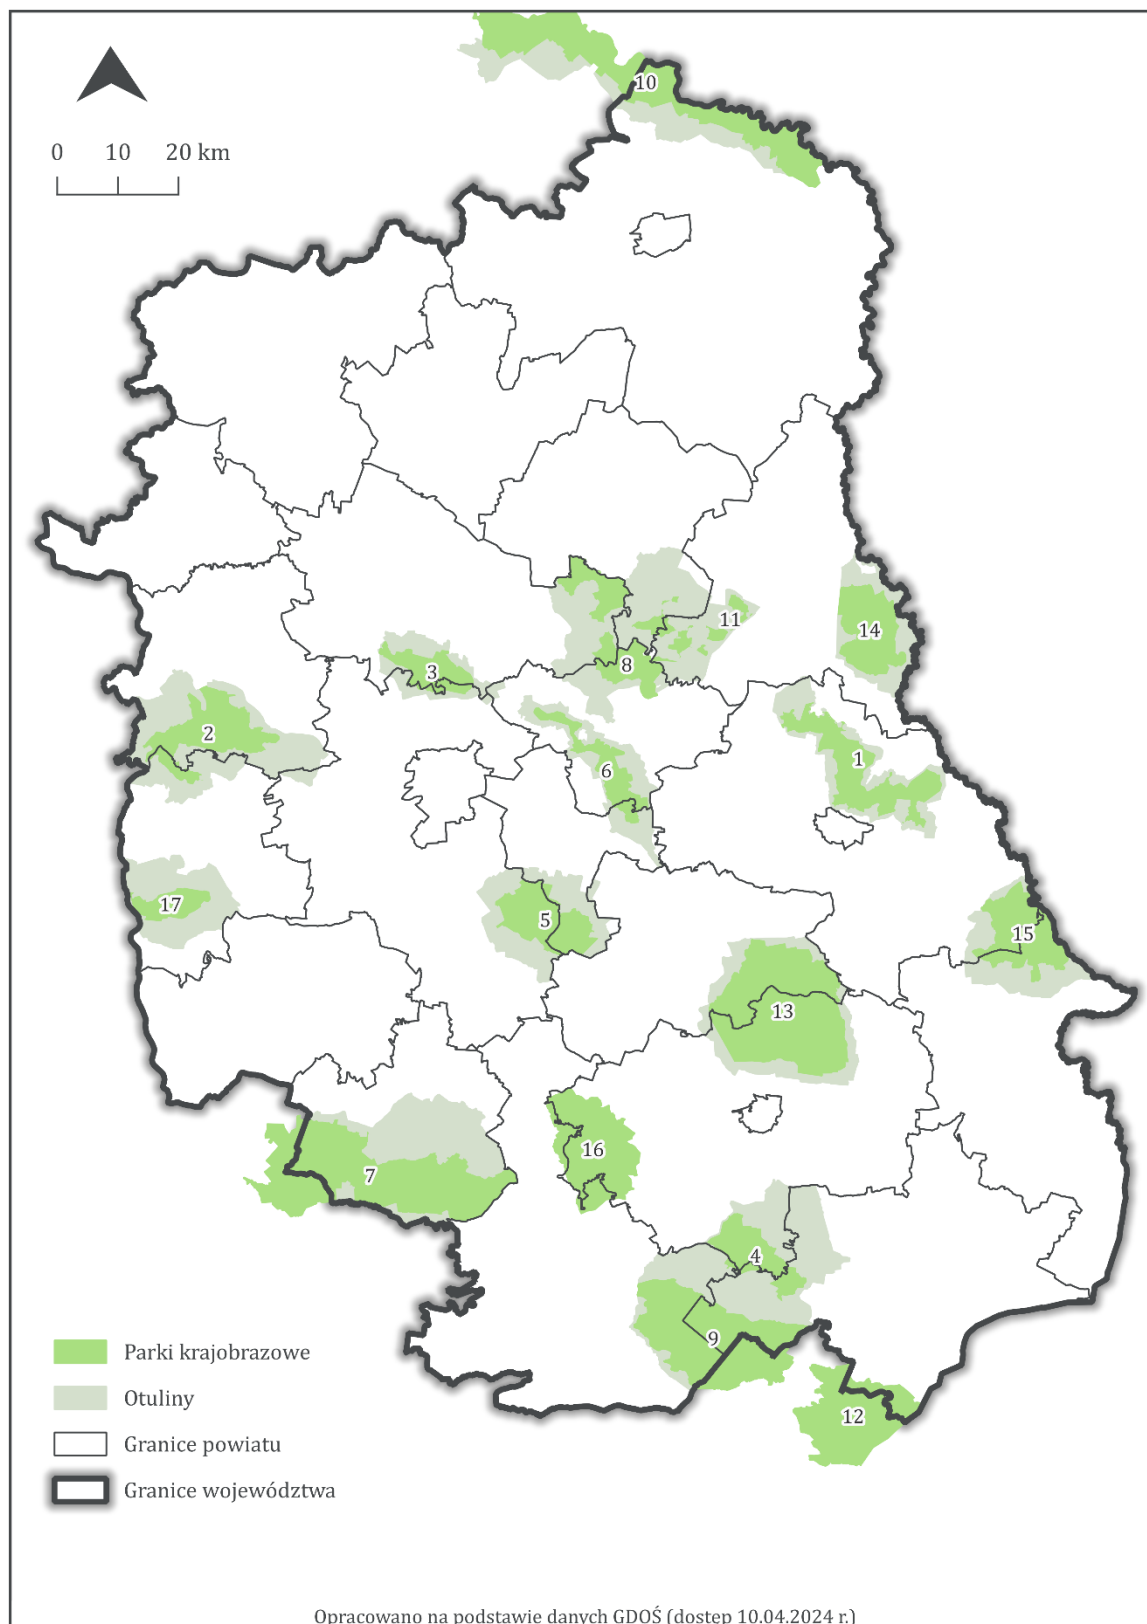 10
0 10 20 km
11
14
8
3
2
1
6
17
5
15
13
16
7
4
9
12
Parki krajobrazowe
Otuliny
Granice powiatu
Granice województwa
Opracowano na podstawie danych GDOŚ (dostęp 10.04.2024 r.)